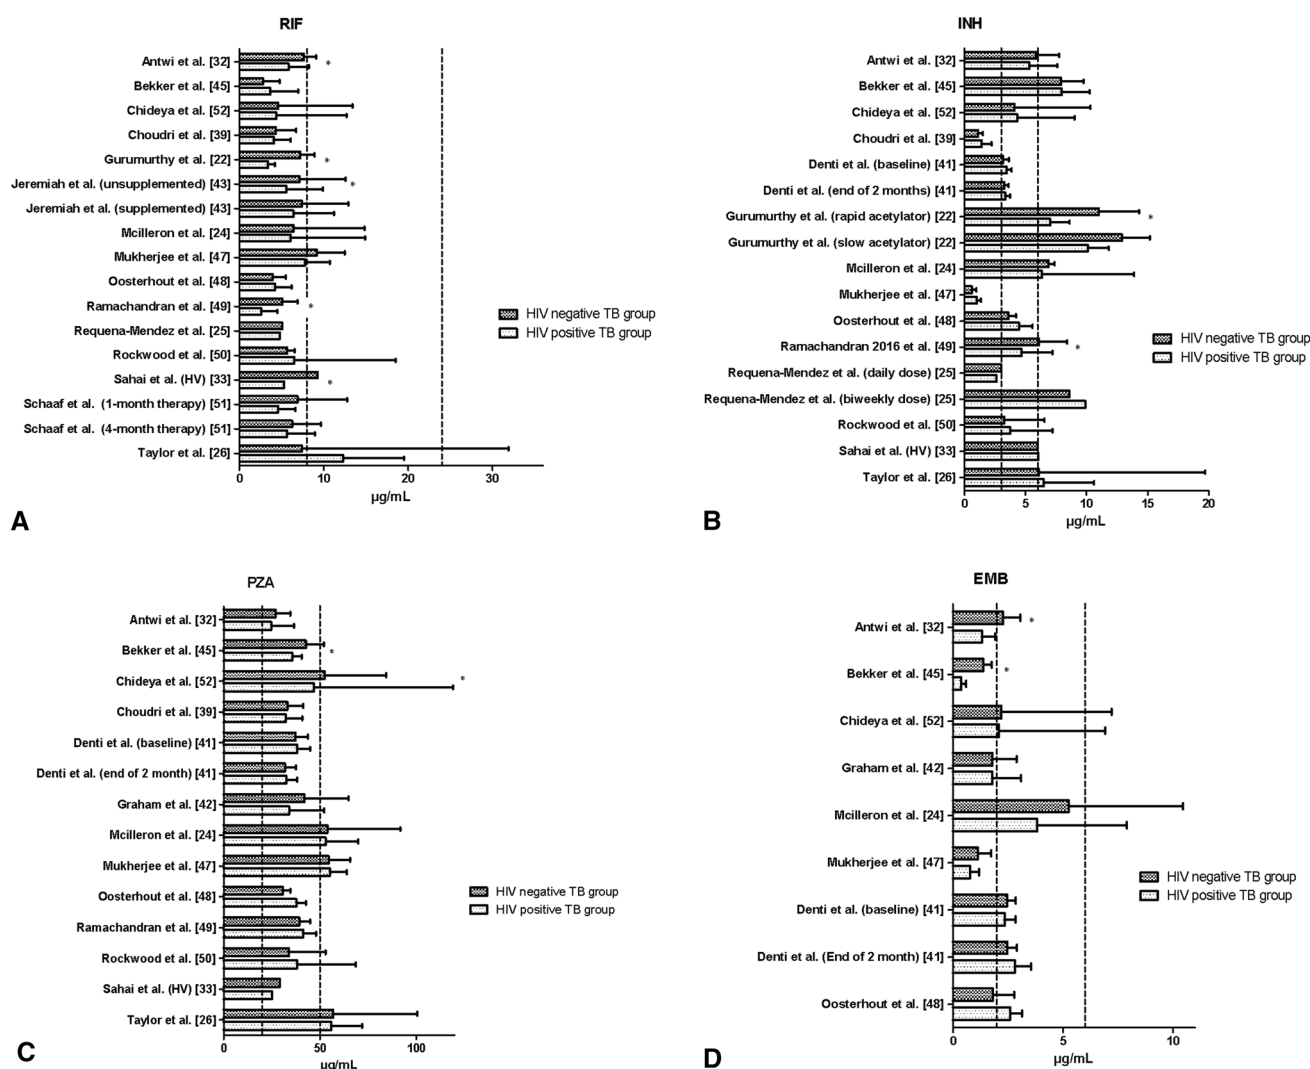 RIF
Antwi et al. [32]
*
Bekker et al. [45]
Chideya et al. [52]
Choudri et al. [39]
Gurumurthy et al. [22]
*
Jeremiah et al. (unsupplemented) [43]
*
Jeremiah et al. (supplemented) [43]
Mcilleron et al. [24]
Mukherjee et al. [47]
Oosterhout et al. [48]
Ramachandran et al. [49]
*
Requena-Mendez et al. [25]
Rockwood et al. [50]
Sahai et al. (HV) [33]
*
Schaaf et al. (1-month therapy) [51]
Schaaf et al. (4-month therapy) [51]
Taylor et al. [26]
HIV negative TB group
HIV positive TB group
0 10 20 30
µg/mL
A
INH
Antwi et al. [32]
Bekker et al. [45]
Chideya et al. [52]
Choudri et al. [39]
Denti et al. (baseline) [41]
Denti et al. (end of 2 months) [41]
Gurumurthy et al. (rapid acetylator) [22]
*
Gurumurthy et al. (slow acetylator) [22]
Mcilleron et al. [24]
Mukherjee et al. [47]
Oosterhout et al. [48]
Ramachandran 2016 et al. [49]
*
Requena-Mendez et al. (daily dose) [25]
Requena-Mendez et al. (biweekly dose) [25]
Rockwood et al. [50]
Sahai et al. (HV) [33]
Taylor et al. [26]
HIV negative TB group
HIV positive TB group
0 5 10 15 20
µg/mL
B
PZA
Antwi et al. [32]
Bekker et al. [45]
*
Chideya et al. [52]
*
Choudri et al. [39]
Denti et al. (baseline) [41]
Denti et al. (end of 2 month) [41]
Graham et al. [42]
Mcilleron et al. [24]
Mukherjee et al. [47]
Oosterhout et al. [48]
Ramachandran et al. [49]
Rockwood et al. [50]
Sahai et al. (HV) [33]
Taylor et al. [26]
HIV negative TB group
HIV positive TB group
0 50 100
µg/mL
C
EMB
Antwi et al. [32]
*
Bekker et al. [45]
*
Chideya et al. [52]
Graham et al. [42]
Mcilleron et al. [24]
Mukherjee et al. [47]
Denti et al. (baseline) [41]
Denti et al. (End of 2 month) [41]
Oosterhout et al. [48]
HIV negative TB group
HIV positive TB group
0 5 10
µg/mL
D